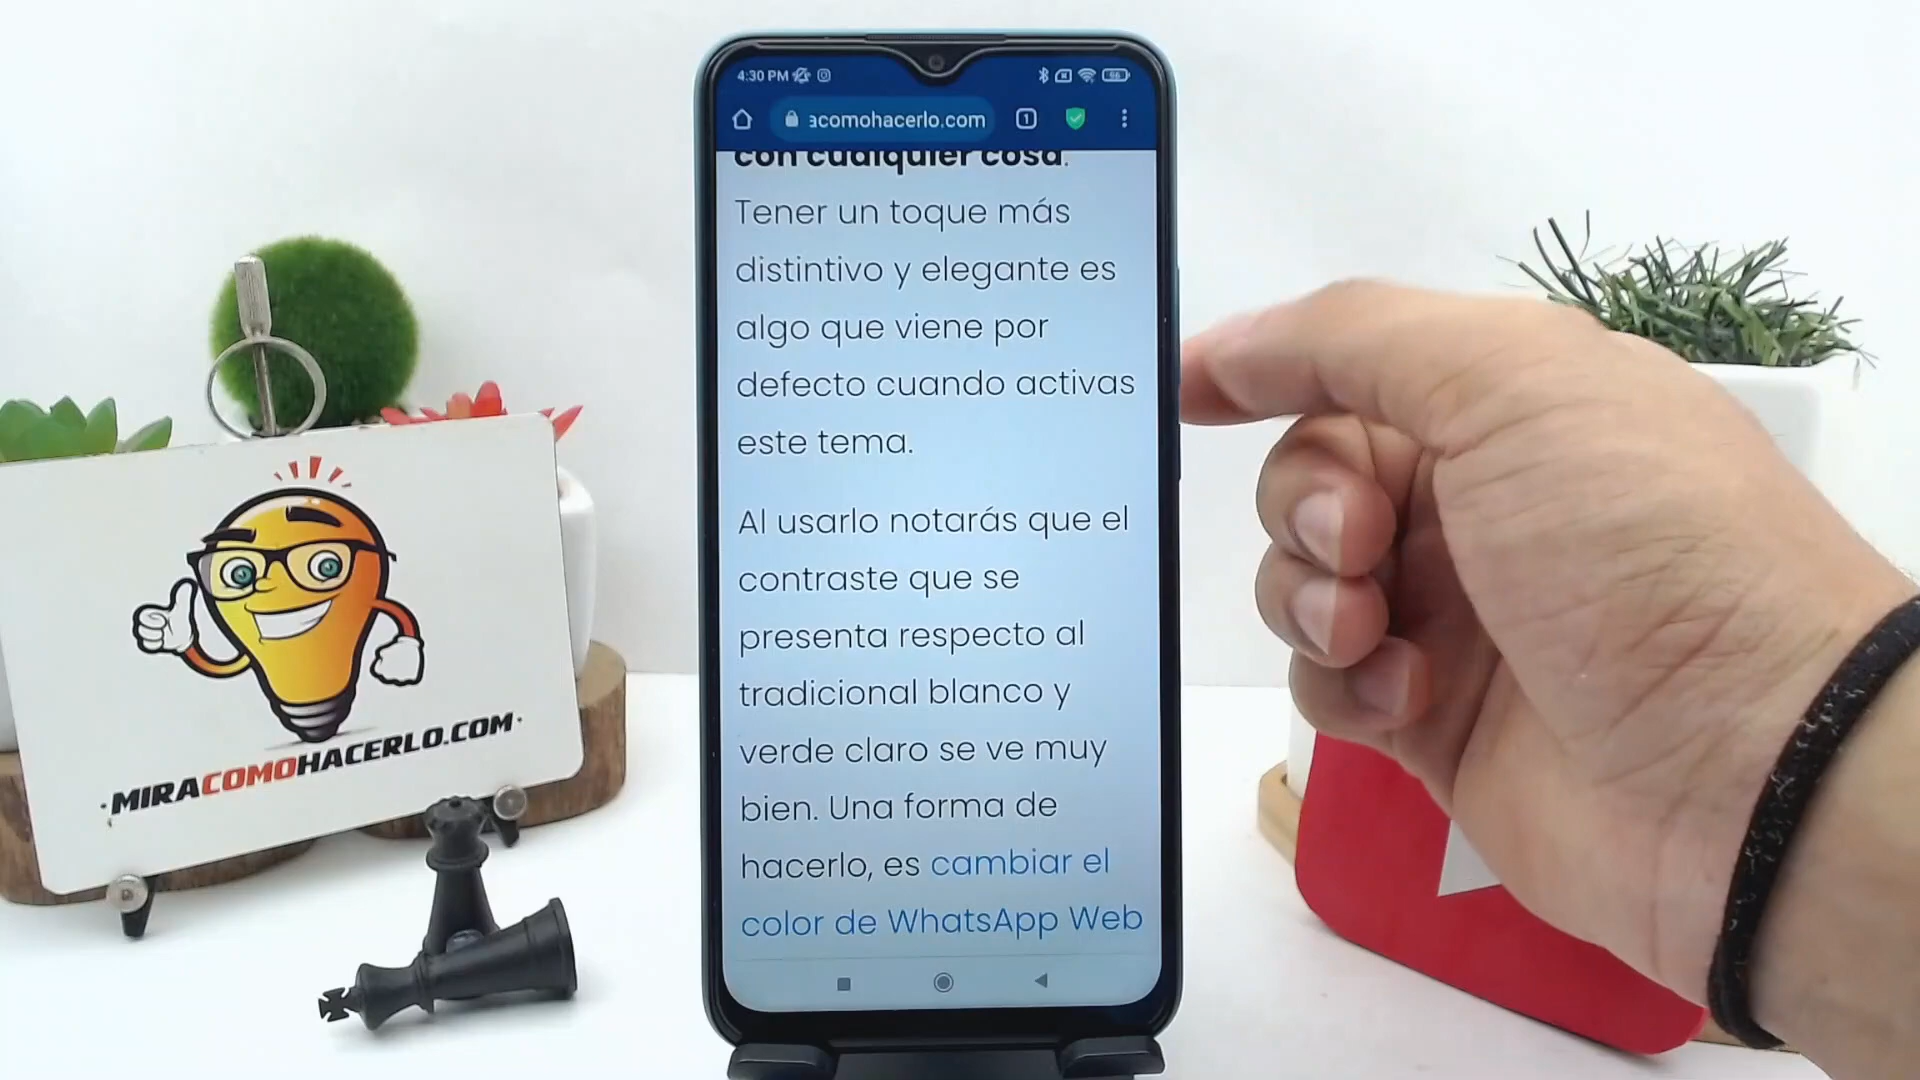 4:30 PM
96
acomohacerlo.com
1
con cualquier cosa.
Tener un toque más
distintivo y elegante es
algo que viene por
defecto cuando activas
este tema.
Al usarlo notarás que el
contraste que se
presenta respecto al
tradicional blanco y
verde claro se ve muy
bien. Una forma de
hacerlo, es cambiar el
color de WhatsApp Web
·MIRACOMOHACERLO.COM·